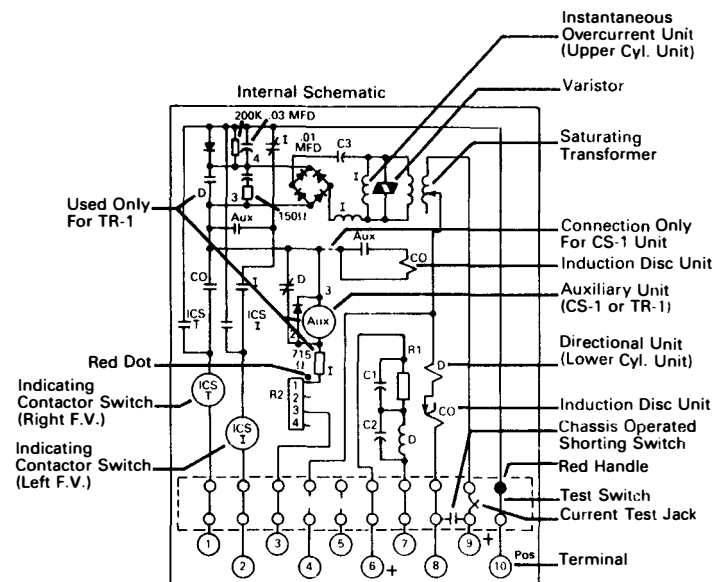 Internal Schematic
200K
.03 MFD
4
I
.01
MFD
C3
I
I
D
3
150Ω
Aux
Aux
CO
CO
I
D
3
Aux
2
ICS
T
ICS
I
715
Ω
I
R2
1
2
3
4
R1
C1
C2
D
D
CO
ICS
T
ICS
I
Instantaneous
Overcurrent Unit
(Upper Cyl. Unit)
Varistor
Saturating
Transformer
Connection Only
For CS-1 Unit
Induction Disc Unit
Auxiliary Unit
(CS-1 or TR-1)
Directional Unit
(Lower Cyl. Unit)
Induction Disc Unit
Chassis Operated
Shorting Switch
Red Handle
Test Switch
Current Test Jack
Terminal
Used Only
For TR-1
Red Dot
Indicating
Contactor Switch
(Right F.V.)
Indicating
Contactor Switch
(Left F.V.)
1
2
3
4
5
6 +
7
8
9 +
10
Pos